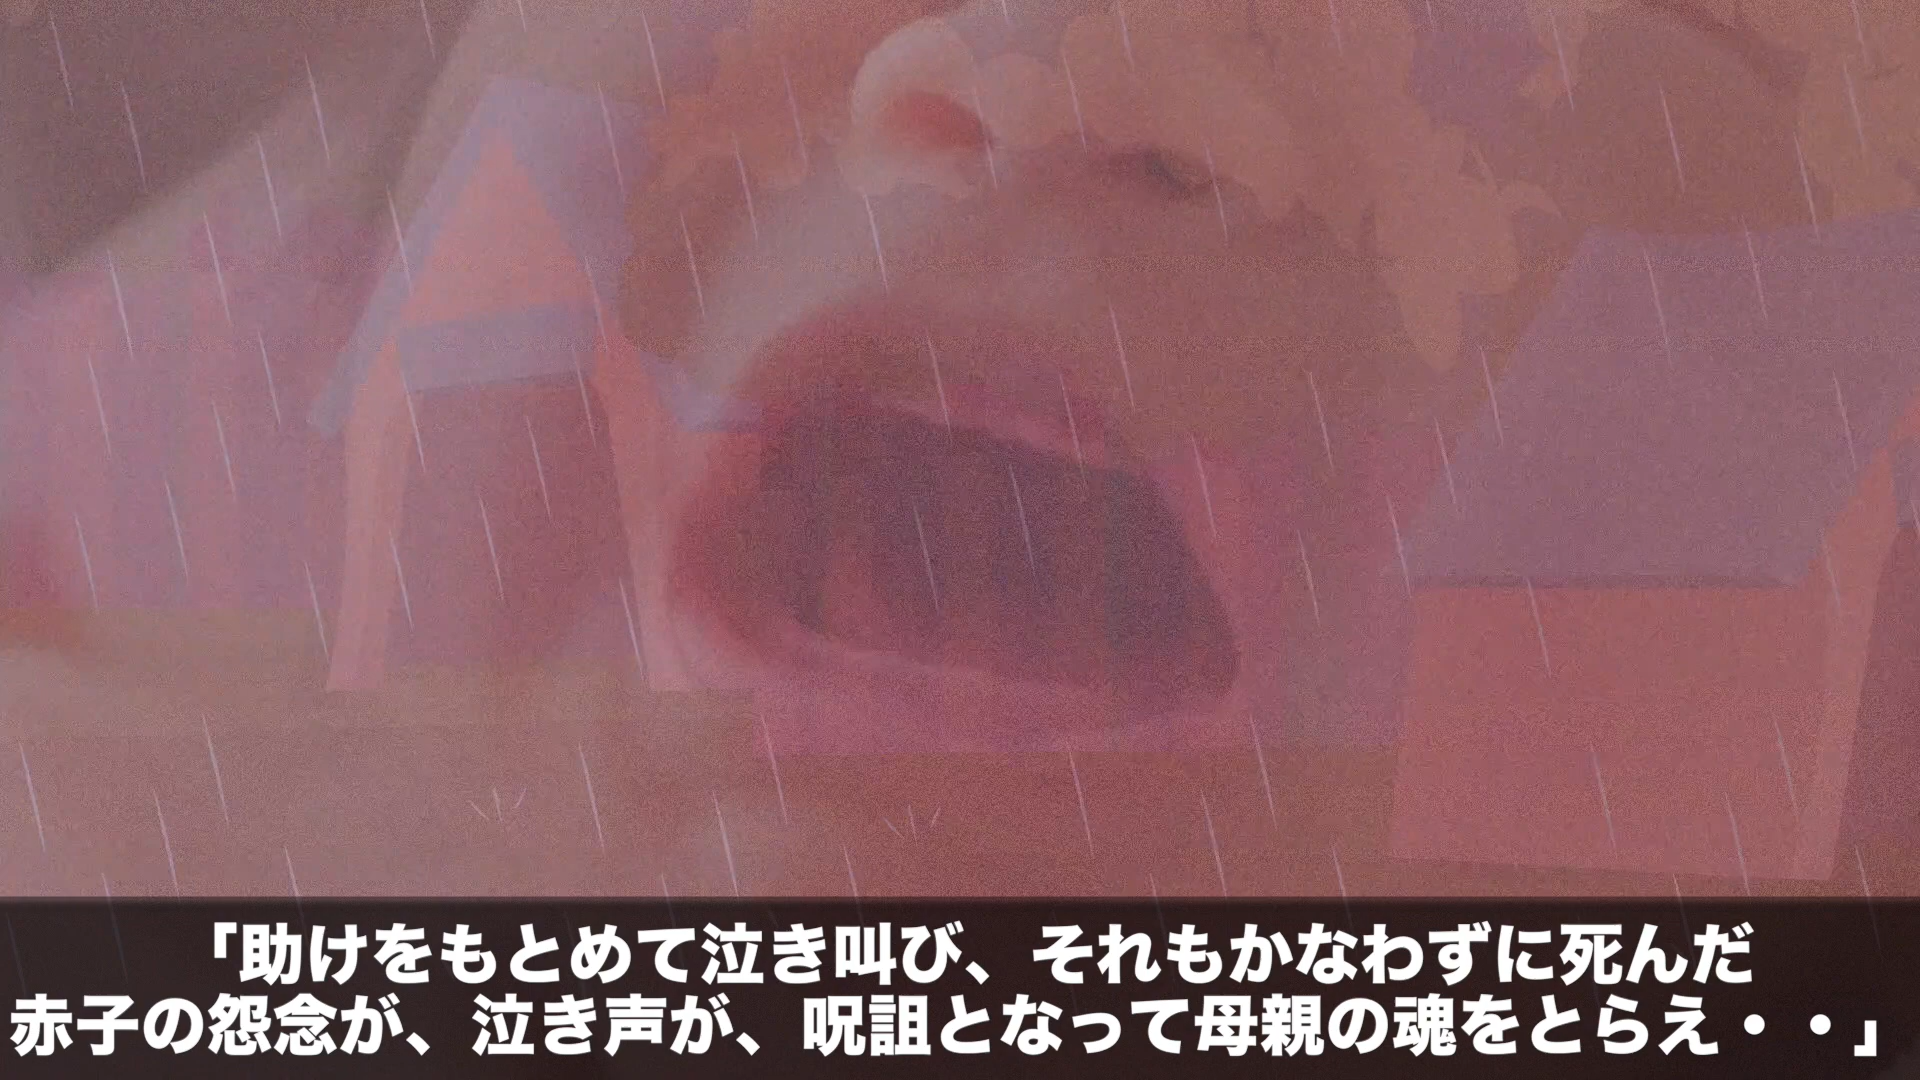 「助けをもとめて泣き叫び、それもかなわずに死んだ
赤子の怨念が、泣き声が、呪詛となって母親の魂をとらえ・・」